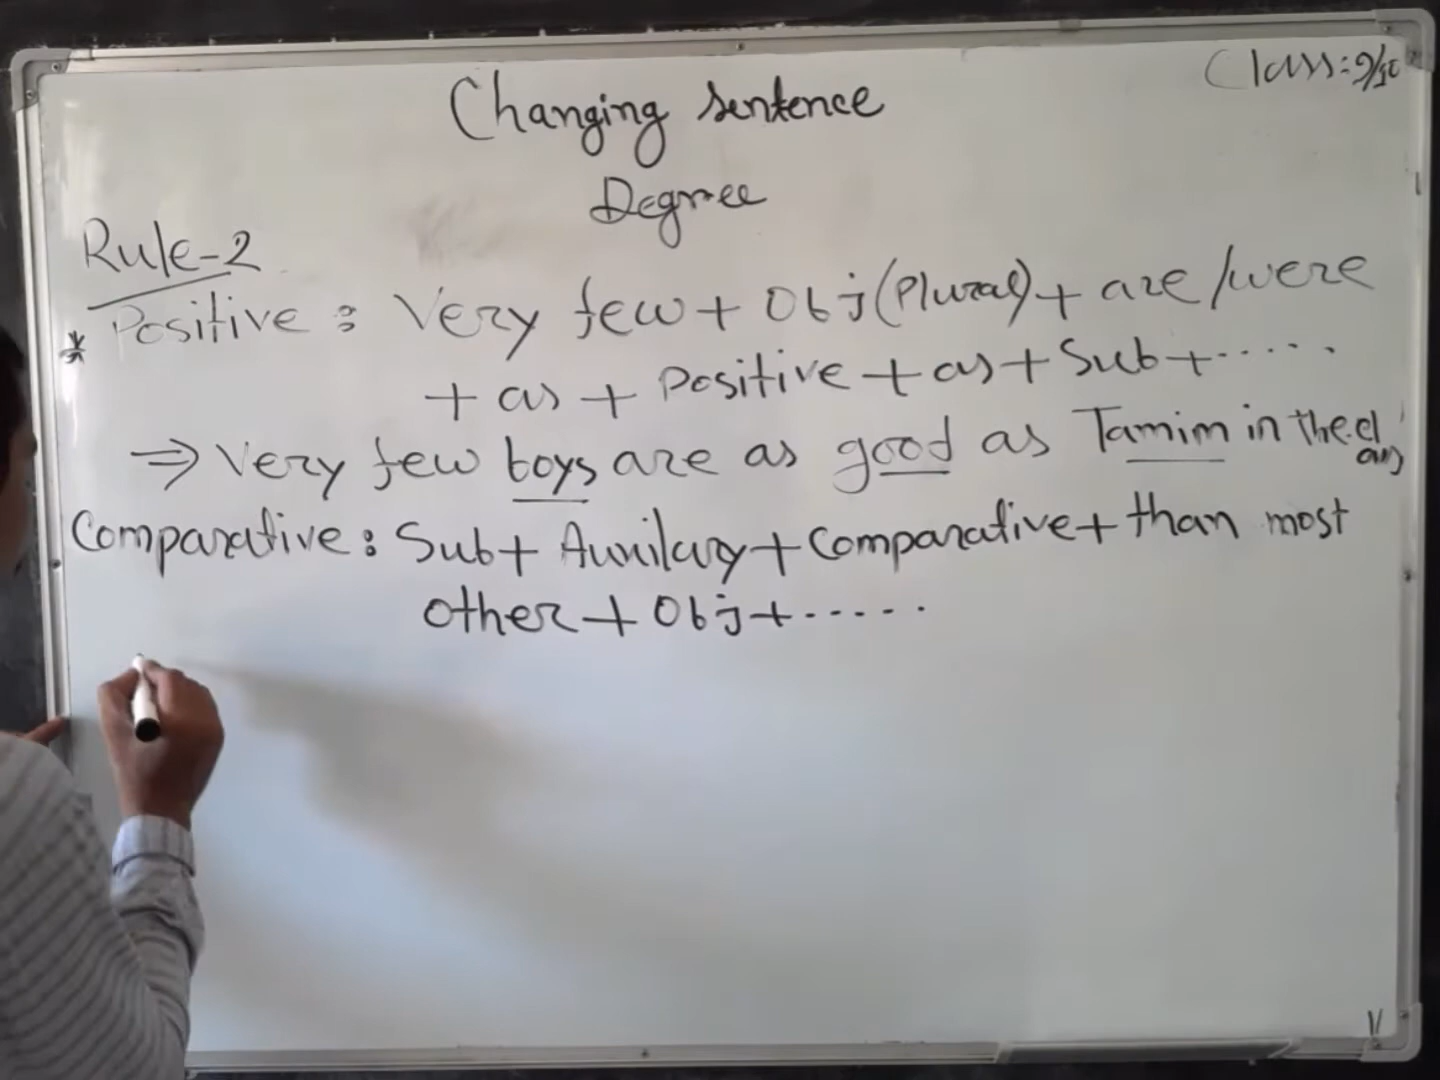 Class: 9/10
Changing sentence
Degree
Rule-2
* Positive : Very few + Obj (Plural) + are / were
+ as + Positive + as + Sub + .....
⇒ Very few boys are as good as Tamim in the class
Comparative : Sub + Auxilary + Comparative + than most
other + Obj + .....